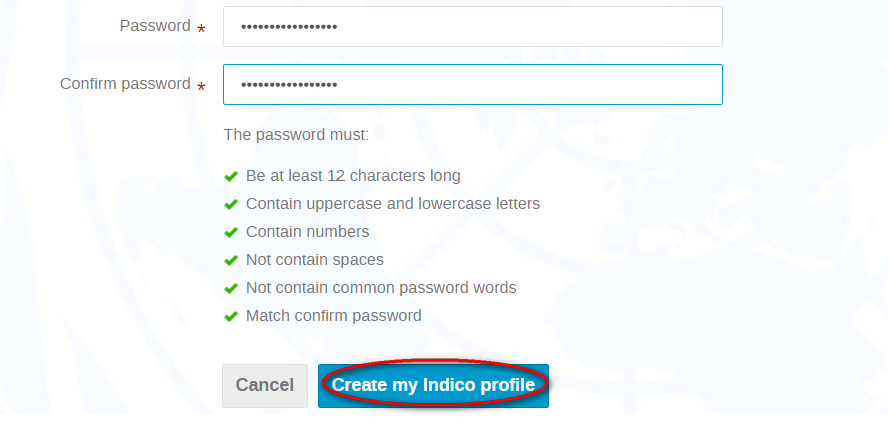 Password *
•••••••••••••••••
Confirm password *
•••••••••••••••••
The password must:
Be at least 12 characters long
Contain uppercase and lowercase letters
Contain numbers
Not contain spaces
Not contain common password words
Match confirm password
Cancel Create my Indico profile